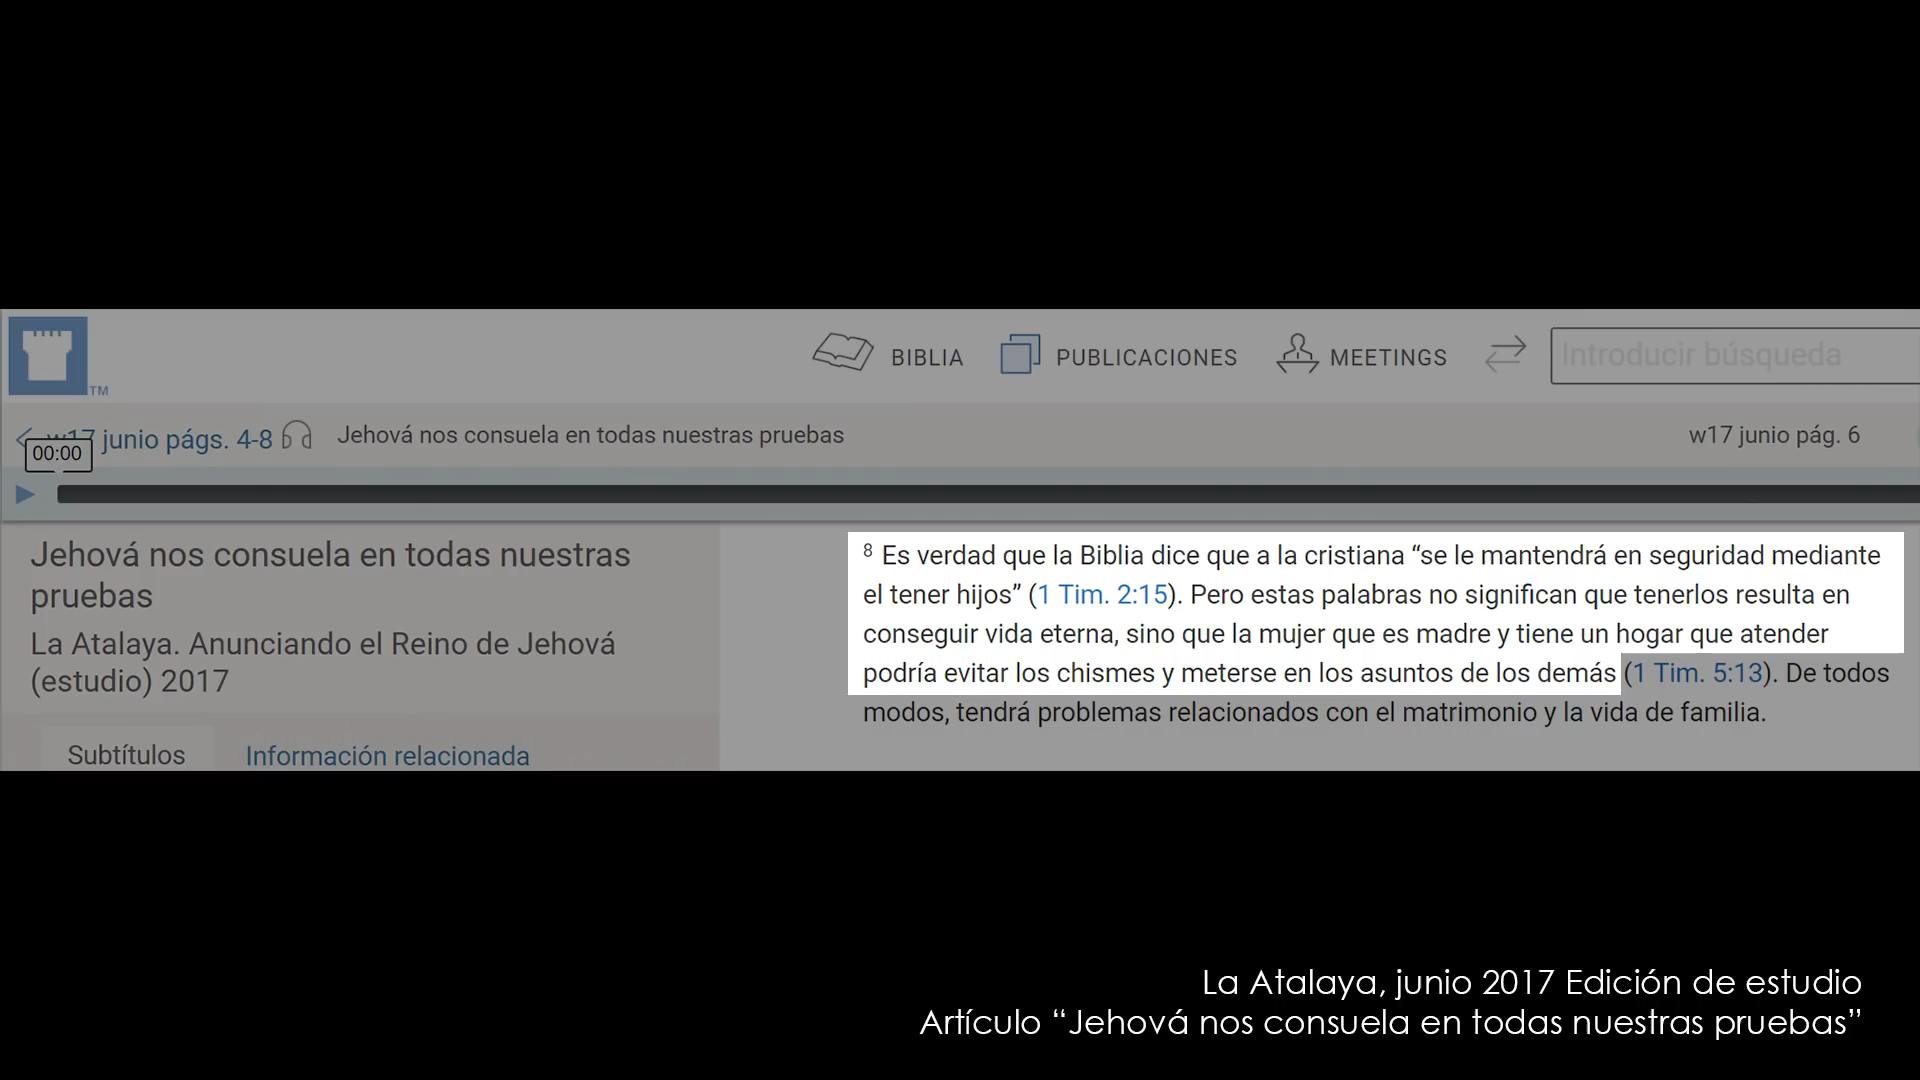 BIBLIA
PUBLICACIONES
MEETINGS
Introducir búsqueda
TM
w17 junio págs. 4-8
Jehová nos consuela en todas nuestras pruebas
w17 junio pág. 6
00:00
Jehová nos consuela en todas nuestras
pruebas
La Atalaya. Anunciando el Reino de Jehová
(estudio) 2017
Subtítulos
Información relacionada
8 Es verdad que la Biblia dice que a la cristiana “se le mantendrá en seguridad mediante
el tener hijos” (1 Tim. 2:15). Pero estas palabras no significan que tenerlos resulta en
conseguir vida eterna, sino que la mujer que es madre y tiene un hogar que atender
podría evitar los chismes y meterse en los asuntos de los demás (1 Tim. 5:13). De todos
modos, tendrá problemas relacionados con el matrimonio y la vida de familia.
La Atalaya, junio 2017 Edición de estudio
Artículo “Jehová nos consuela en todas nuestras pruebas”